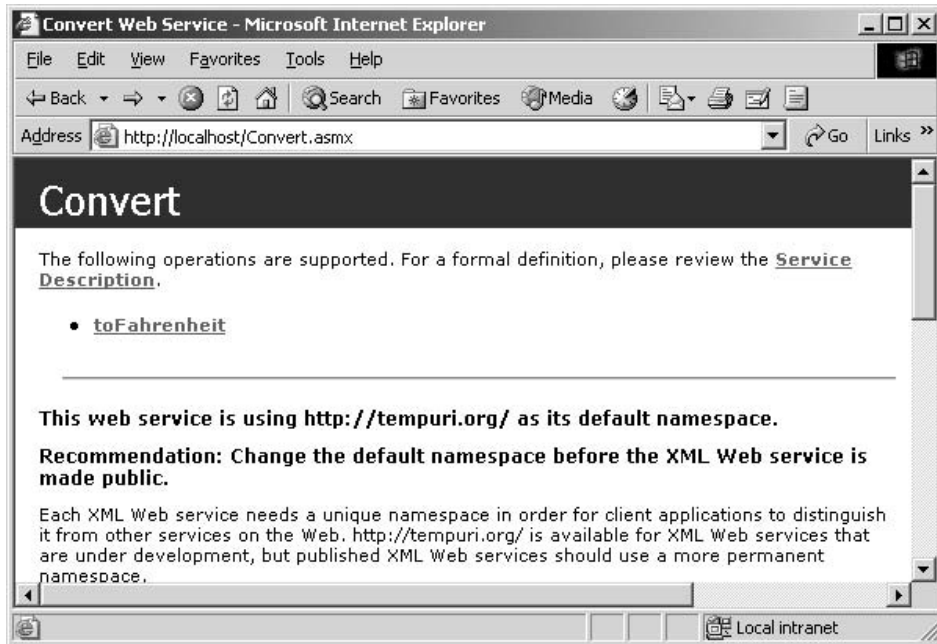 Convert Web Service - Microsoft Internet Explorer
File Edit View Favorites Tools Help
Back Search Favorites Media
Address http://localhost/Convert.asmx Go Links »
Convert
The following operations are supported. For a formal definition, please review the Service
Description.
• toFahrenheit
This web service is using http://tempuri.org/ as its default namespace.
Recommendation: Change the default namespace before the XML Web service is
made public.
Each XML Web service needs a unique namespace in order for client applications to distinguish
it from other services on the Web. http://tempuri.org/ is available for XML Web services that
are under development, but published XML Web services should use a more permanent
namespace.
Local intranet